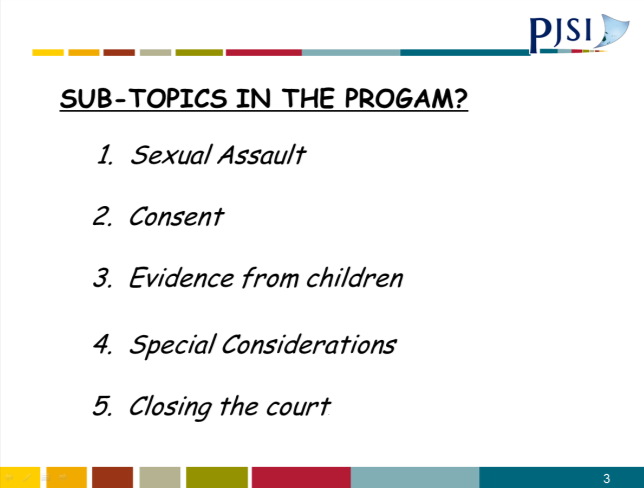 PJSI
SUB-TOPICS IN THE PROGAM?
1. Sexual Assault
2. Consent
3. Evidence from children
4. Special Considerations
5. Closing the court
3